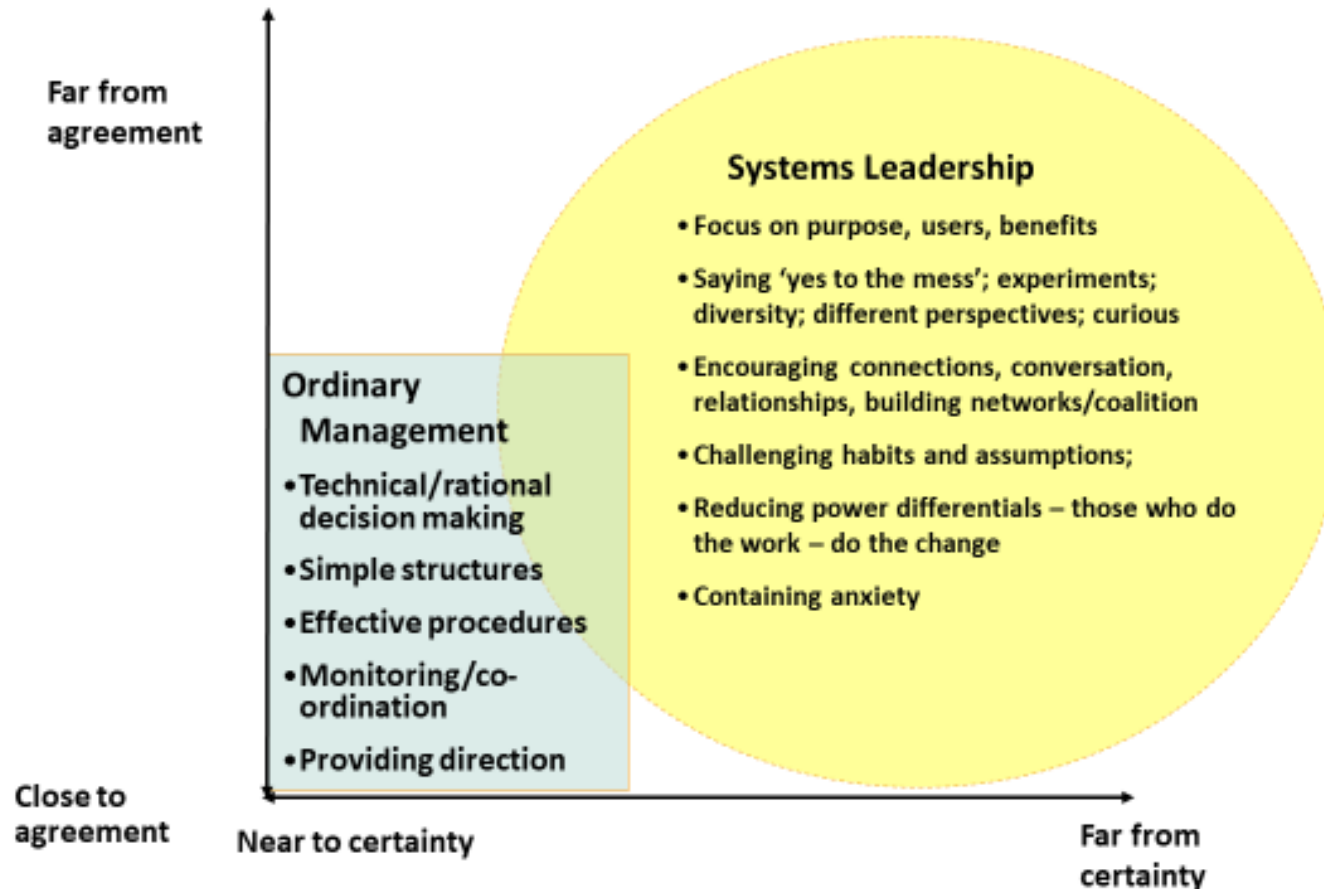 Far from
agreement
Systems Leadership
• Focus on purpose, users, benefits
• Saying ‘yes to the mess’; experiments;
diversity; different perspectives; curious
• Encouraging connections, conversation,
relationships, building networks/coalition
• Challenging habits and assumptions;
• Reducing power differentials – those who do
the work – do the change
• Containing anxiety
Ordinary
Management
• Technical/rational
decision making
• Simple structures
• Effective procedures
• Monitoring/co-
ordination
• Providing direction
Close to
agreement
Near to certainty
Far from
certainty